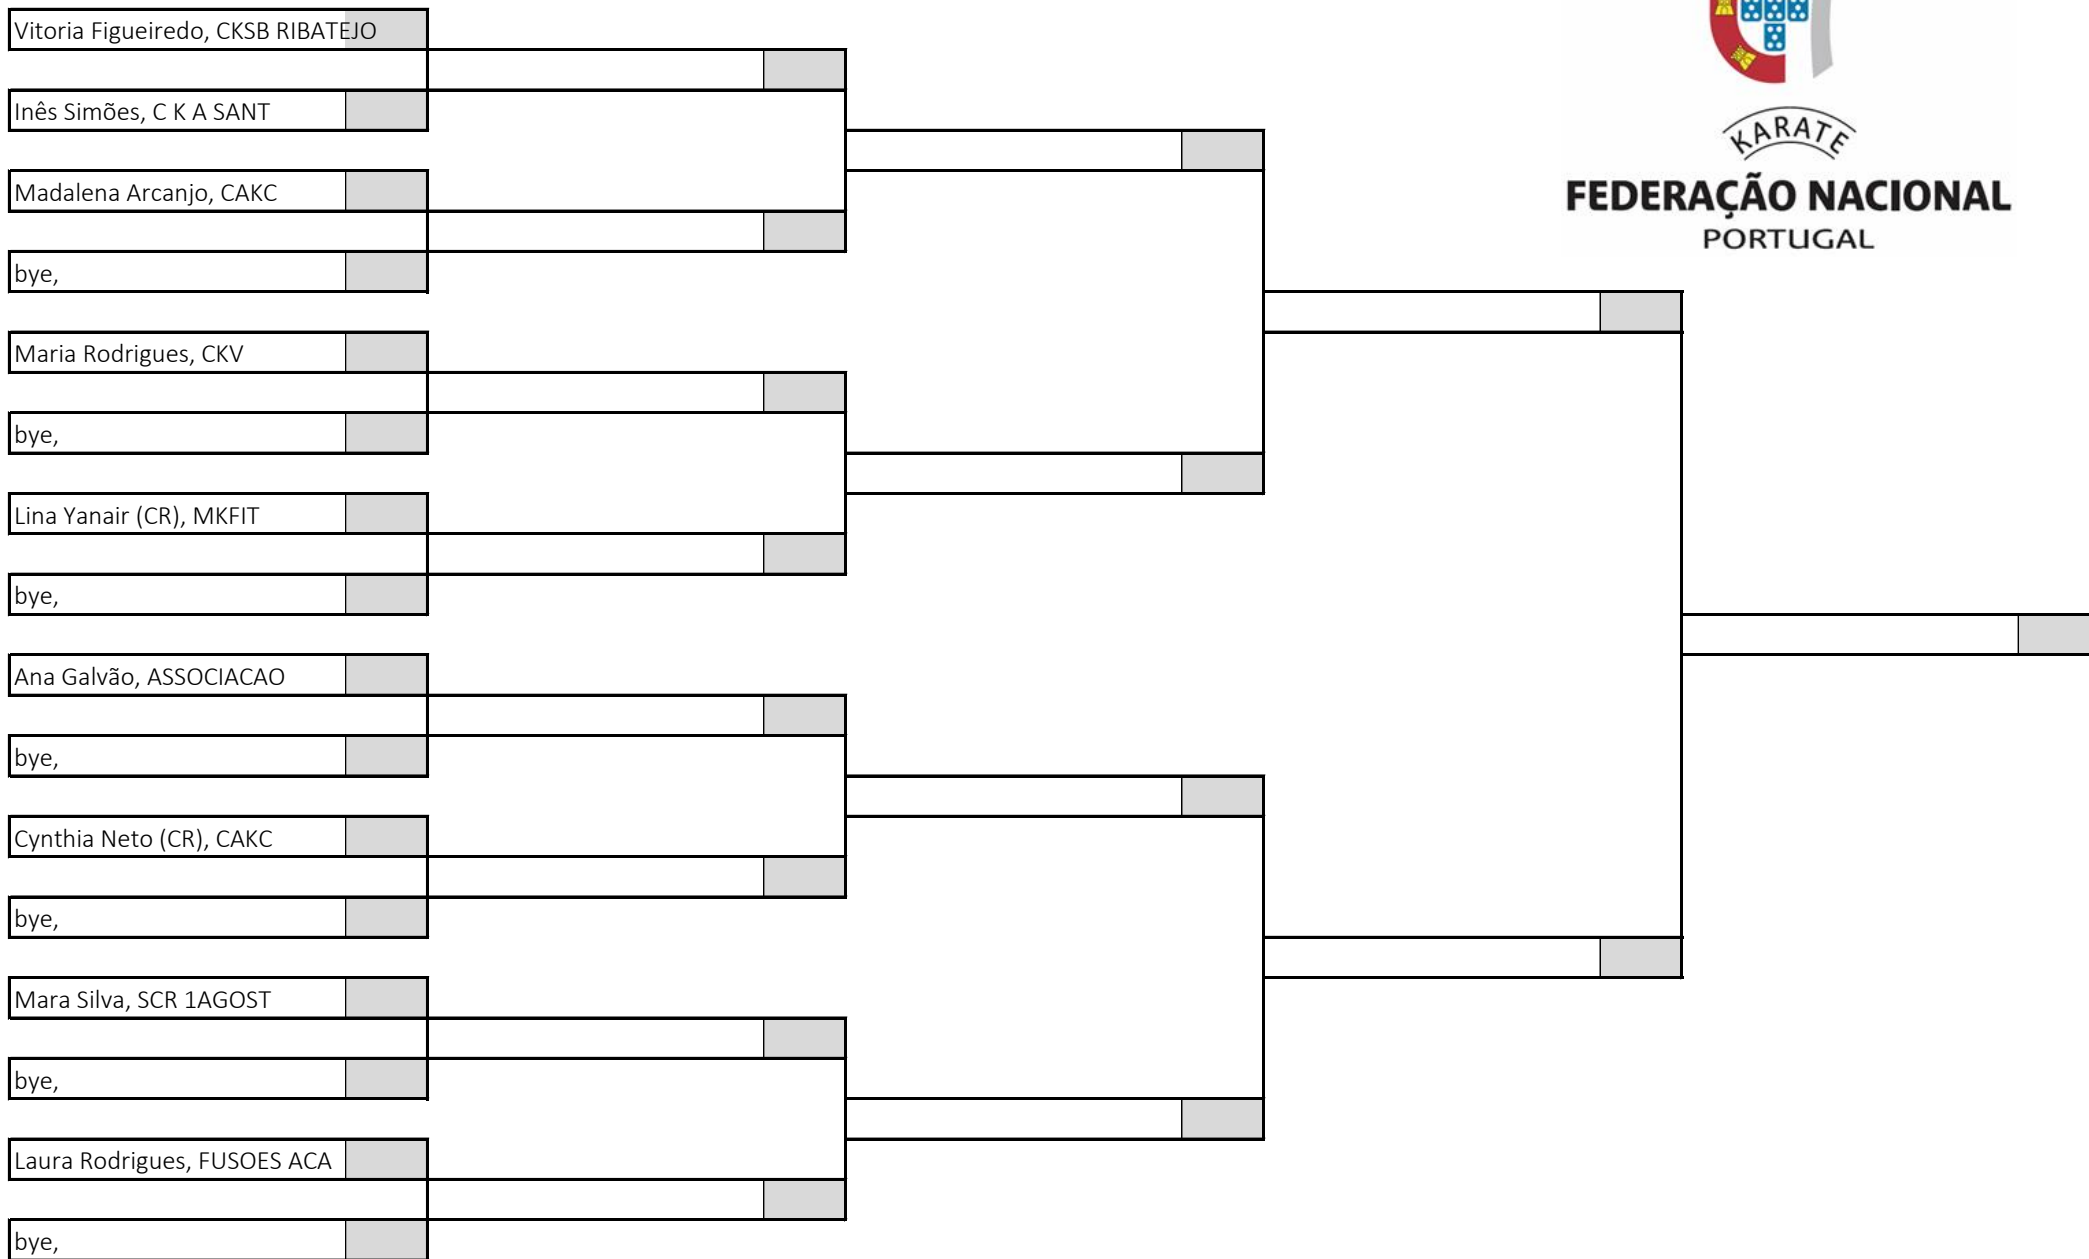 Vitoria Figueiredo, CKSB RIBATEJO
Inês Simões, C K A SANT
Madalena Arcanjo, CAKC
bye,
Maria Rodrigues, CKV
bye,
Lina Yanair (CR), MKFIT
bye,
Ana Galvão, ASSOCIACAO
bye,
Cynthia Neto (CR), CAKC
bye,
Mara Silva, SCR 1AGOST
bye,
Laura Rodrigues, FUSOES ACA
bye,
KARATE
FEDERAÇÃO NACIONAL
PORTUGAL